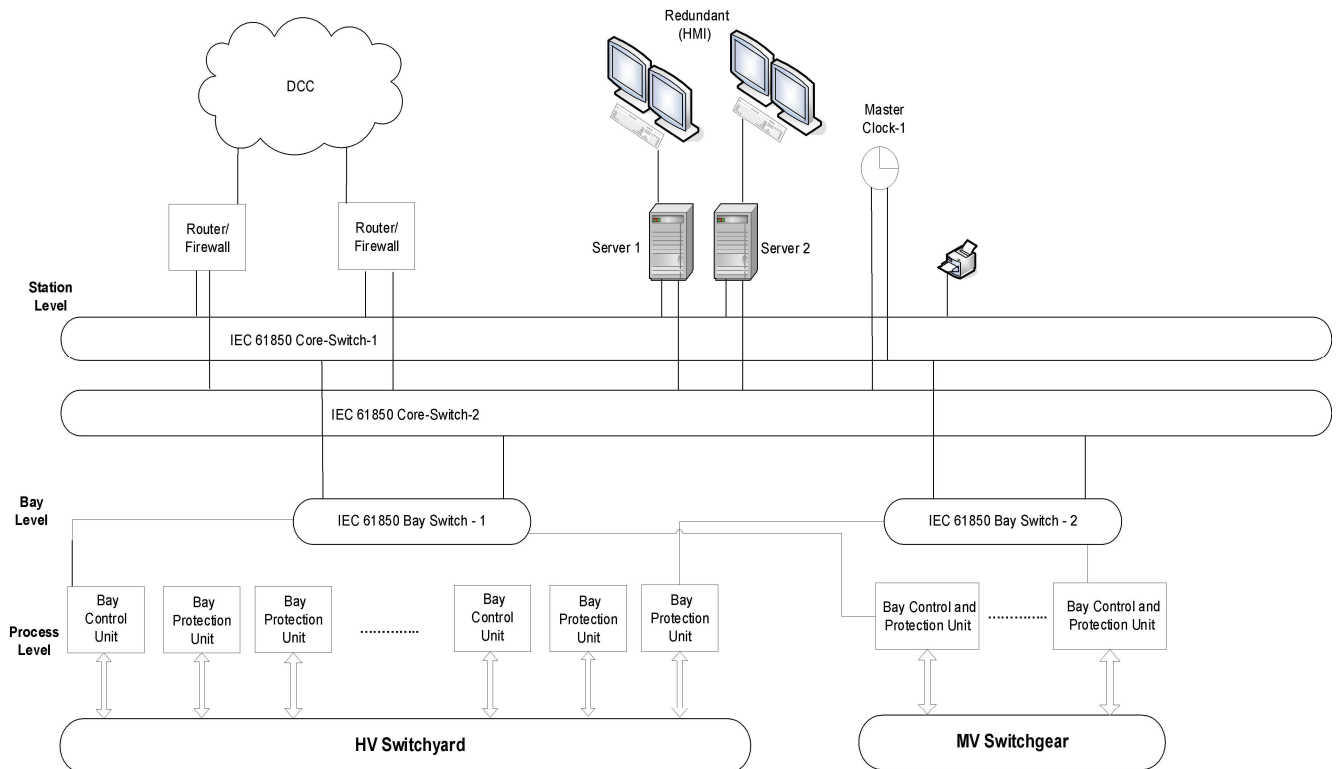 Redundant
(HMI)
DCC
Master
Clock-1
Router/
Firewall
Router/
Firewall
Server 1
Server 2
Station
Level
IEC 61850 Core-Switch-1
IEC 61850 Core-Switch-2
Bay
Level
IEC 61850 Bay Switch - 1
IEC 61850 Bay Switch - 2
Process
Level
Bay
Control
Unit
Bay
Protection
Unit
Bay
Protection
Unit
..............
Bay
Control
Unit
Bay
Protection
Unit
Bay
Protection
Unit
Bay Control and
Protection Unit
..............
Bay Control and
Protection Unit
HV Switchyard
MV Switchgear